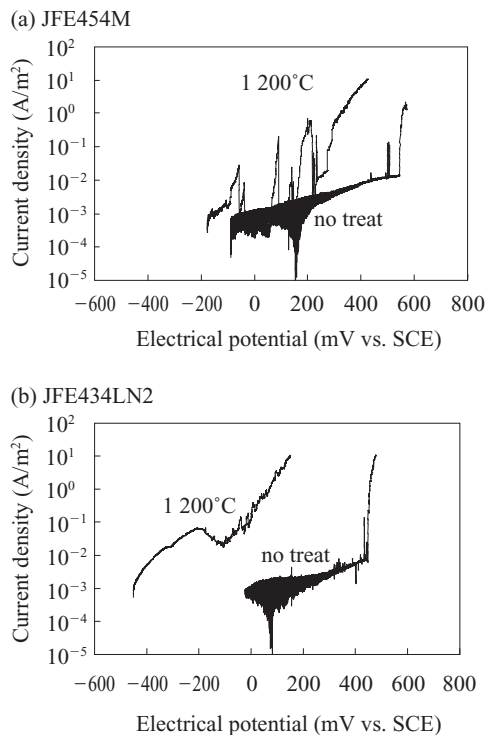 (a) JFE454M
10²
10¹
10⁰
10⁻¹
10⁻²
10⁻³
10⁻⁴
10⁻⁵
Current density (A/m²)
1 200˚C
no treat
−600 −400 −200 0 200 400 600 800
Electrical potential (mV vs. SCE)
(b) JFE434LN2
10²
10¹
10⁰
10⁻¹
10⁻²
10⁻³
10⁻⁴
10⁻⁵
Current density (A/m²)
1 200˚C
no treat
−600 −400 −200 0 200 400 600 800
Electrical potential (mV vs. SCE)